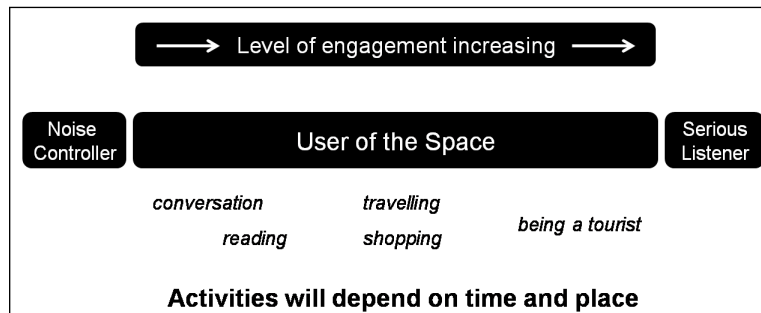 Level of engagement increasing
Noise
Controller
User of the Space
Serious
Listener
conversation travelling
being a tourist
reading shopping
Activities will depend on time and place